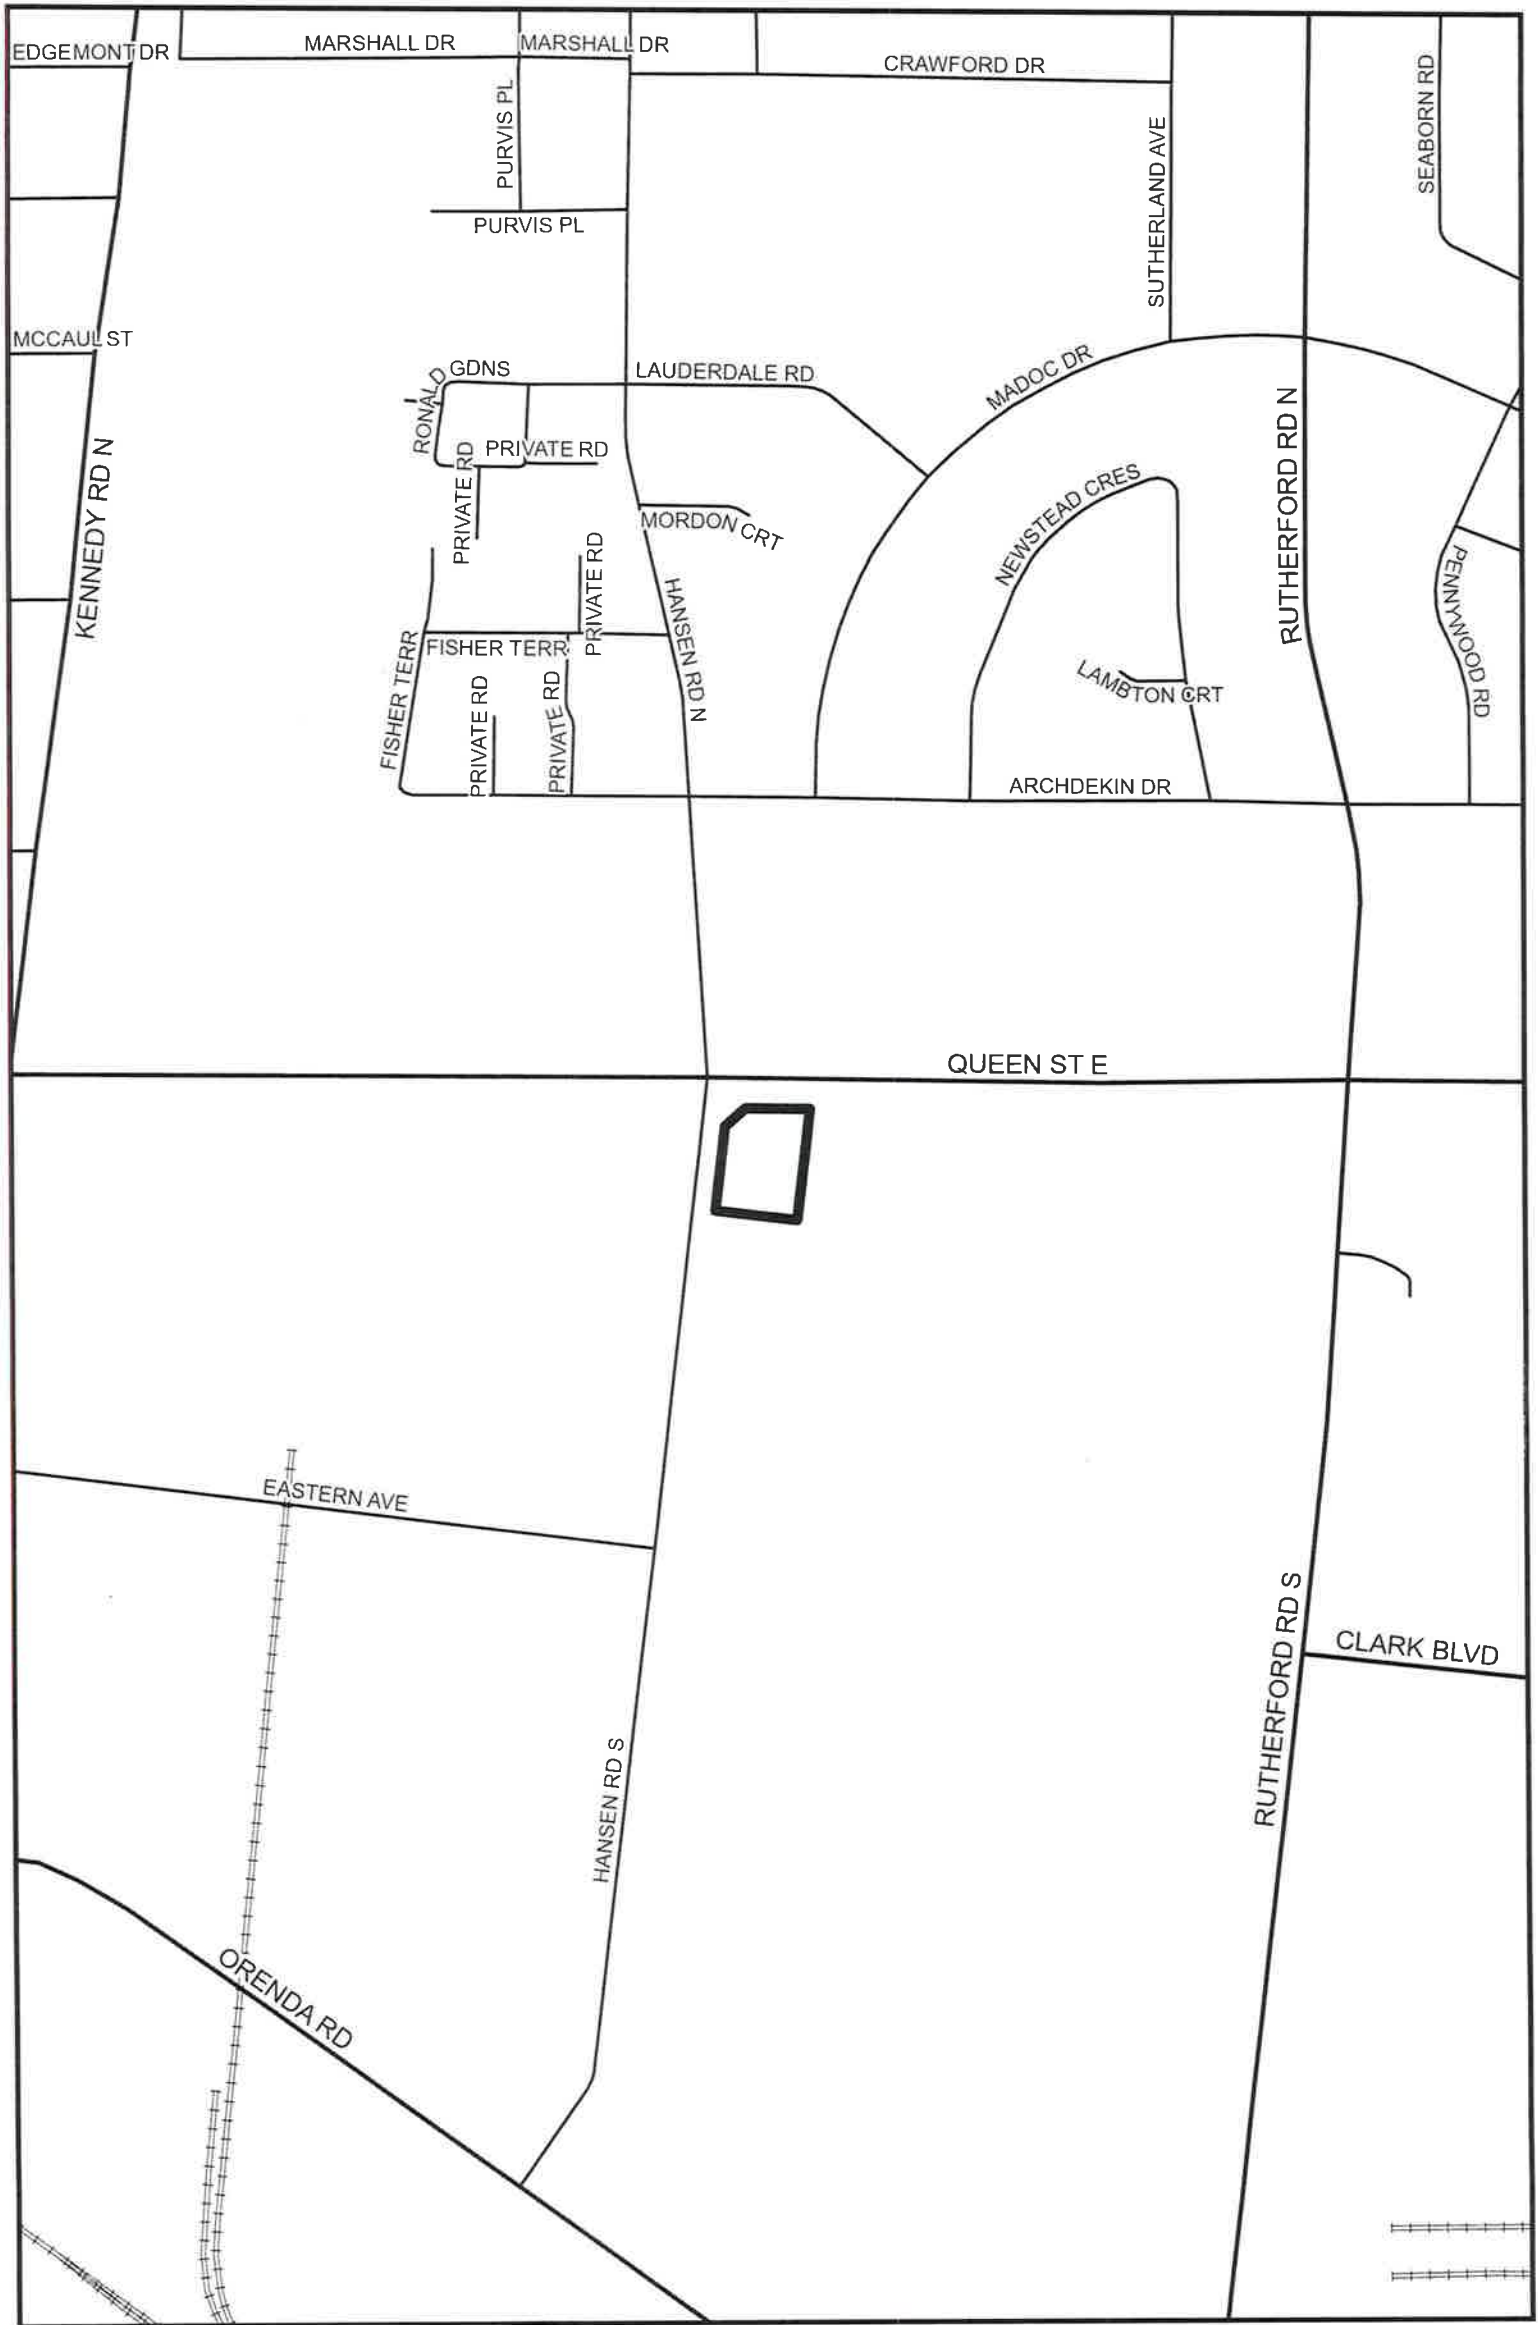 EDGEMONT DR
MARSHALL DR
MARSHALL DR
CRAWFORD DR
SEABORN RD
PURVIS PL
SUTHERLAND AVE
PURVIS PL
MCCAUL ST
RONALD GDNS
LAUDERDALE RD
MADOC DR
RUTHERFORD RD N
KENNEDY RD N
PRIVATE RD
PRIVATE RD
NEWSTEAD CRES
MORDON CRT
PRIVATE RD
HANSEN RD N
PENNYWOOD RD
FISHER TERR
FISHER TERR
LAMBTON CRT
PRIVATE RD
PRIVATE RD
ARCHDEKIN DR
QUEEN ST E
EASTERN AVE
RUTHERFORD RD S
CLARK BLVD
HANSEN RD S
ORENDA RD